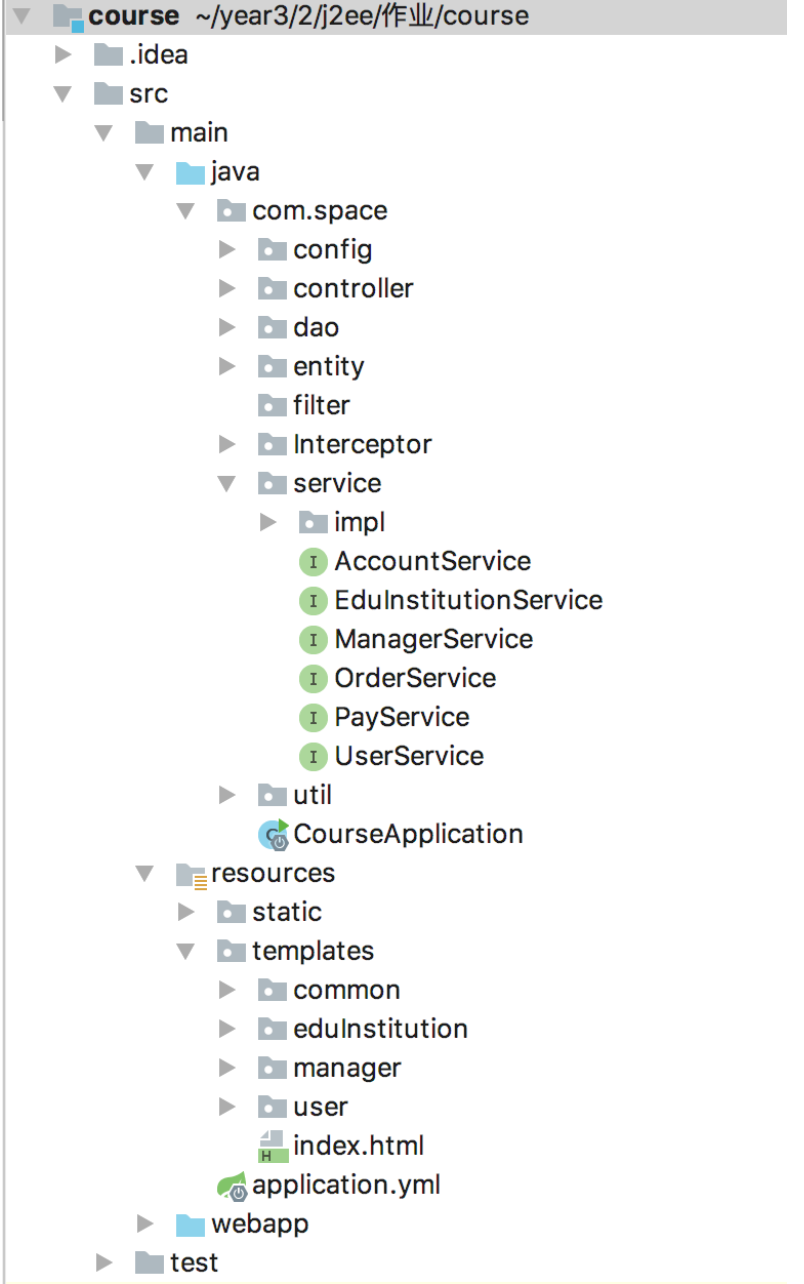 course ~/year3/2/j2ee/作业/course
.idea
src
main
java
com.space
config
controller
dao
entity
filter
Interceptor
service
impl
I AccountService
I EduInstitutionService
I ManagerService
I OrderService
I PayService
I UserService
util
C CourseApplication
resources
static
templates
common
eduInstitution
manager
user
H index.html
application.yml
webapp
test